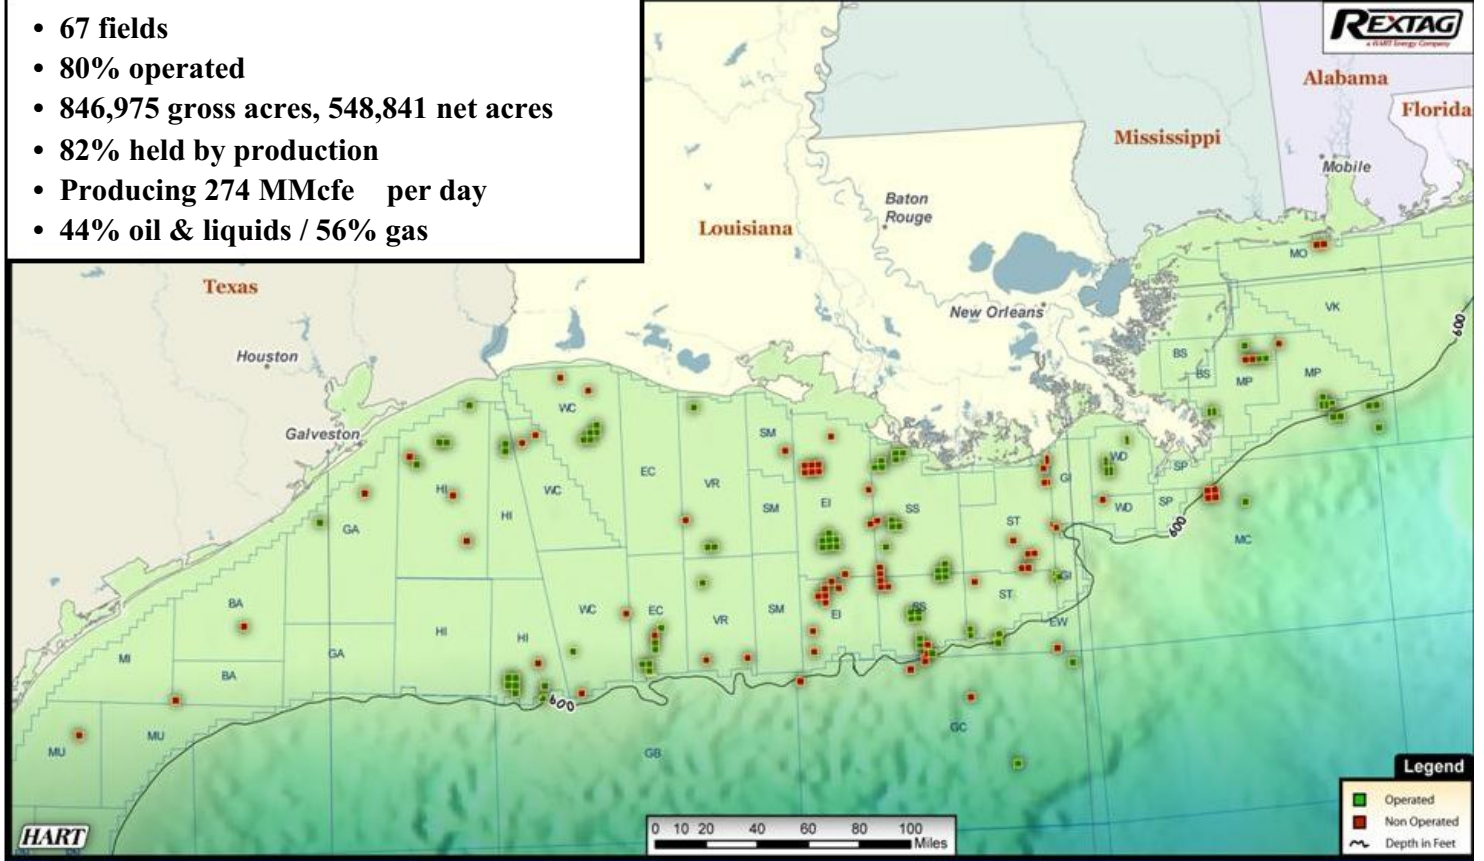 • 67 fields
• 80% operated
• 846,975 gross acres, 548,841 net acres
• 82% held by production
• Producing 274 MMcfe per day
• 44% oil & liquids / 56% gas
REXTAG
a HART Energy Company
Alabama
Florida
Mississippi
Mobile
Baton
Rouge
Louisiana
MO
Texas
New Orleans
VK
600
Houston
BS
BS
MP
MP
WC
Galveston
SM
WD
EC
SP
VR
GI
HI
WC
EI
SM
SS
WD
SP
HI
ST
GA
600
MC
GI
BA
WC
EC
SM
EI
SS
ST
VR
EW
HI
HI
GA
MI
BA
600
GC
MU
MU
GB
Legend
Operated
Non Operated
Depth in Feet
HART
0 10 20 40 60 80 100
Miles